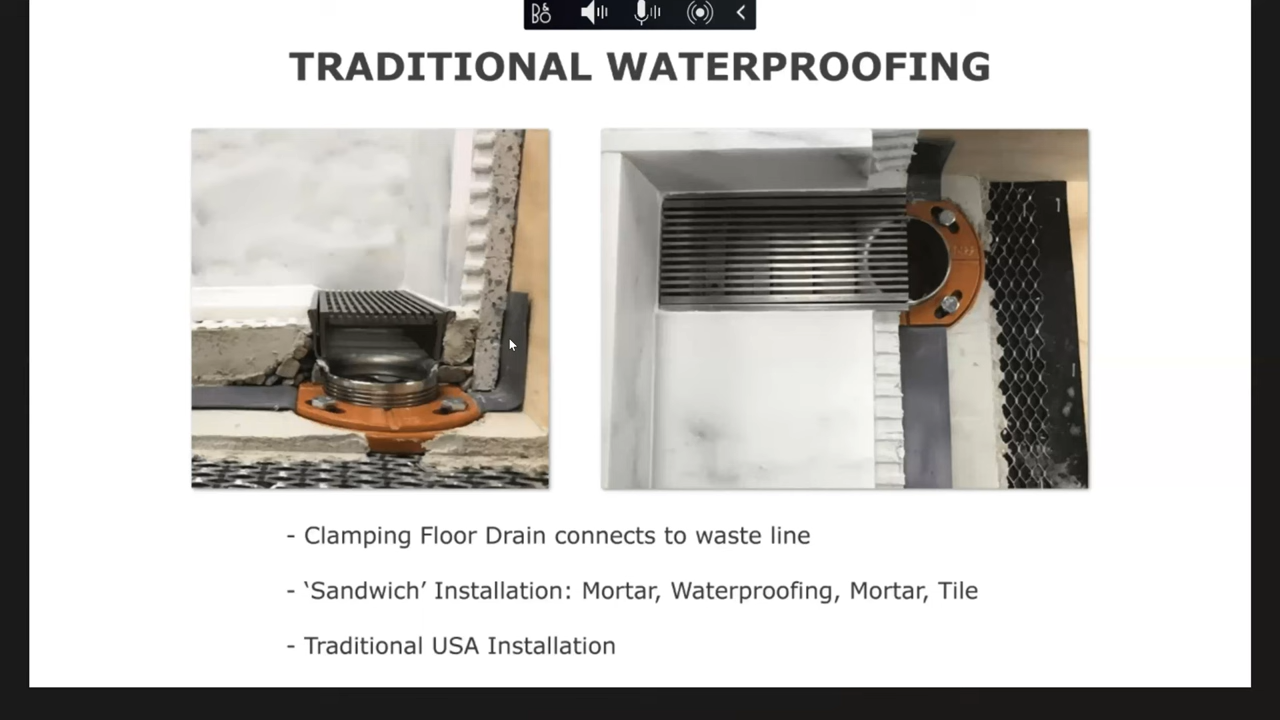 B&O
TRADITIONAL WATERPROOFING
- Clamping Floor Drain connects to waste line
- ‘Sandwich’ Installation: Mortar, Waterproofing, Mortar, Tile
- Traditional USA Installation